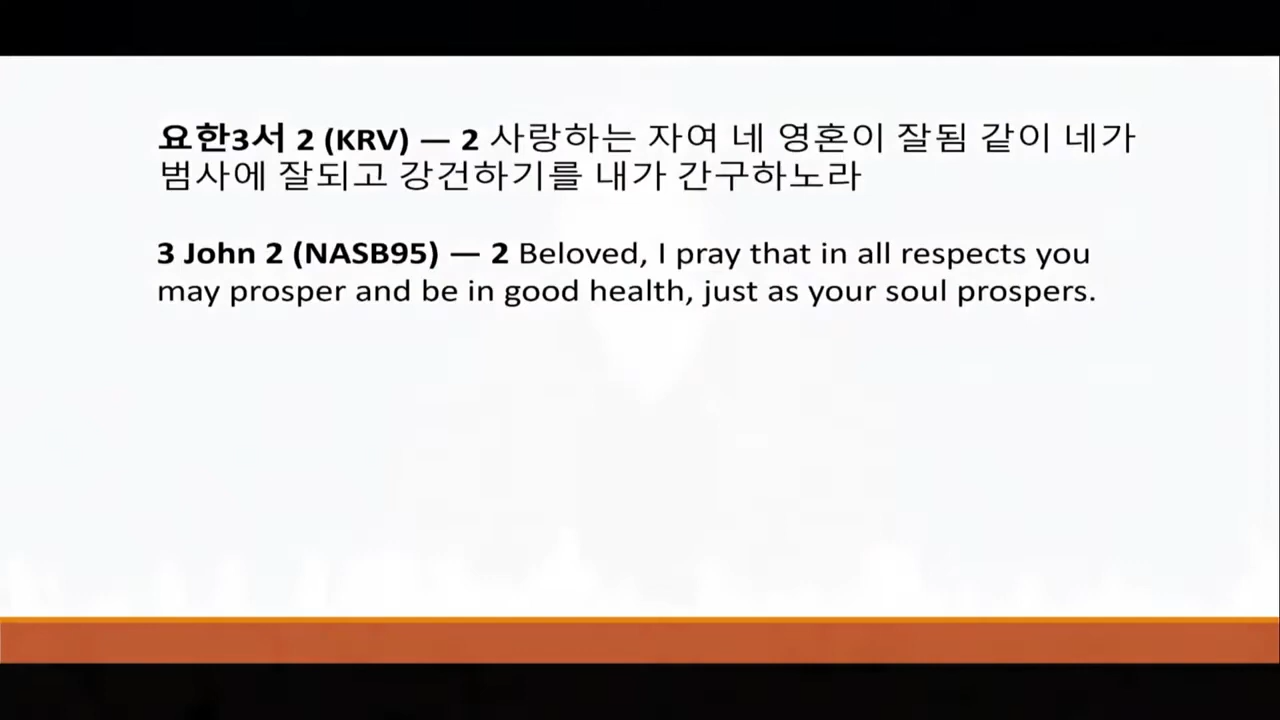 요한3서 2 (KRV) — 2 사랑하는 자여 네 영혼이 잘됨 같이 네가
범사에 잘되고 강건하기를 내가 간구하노라
3 John 2 (NASB95) — 2 Beloved, I pray that in all respects you
may prosper and be in good health, just as your soul prospers.